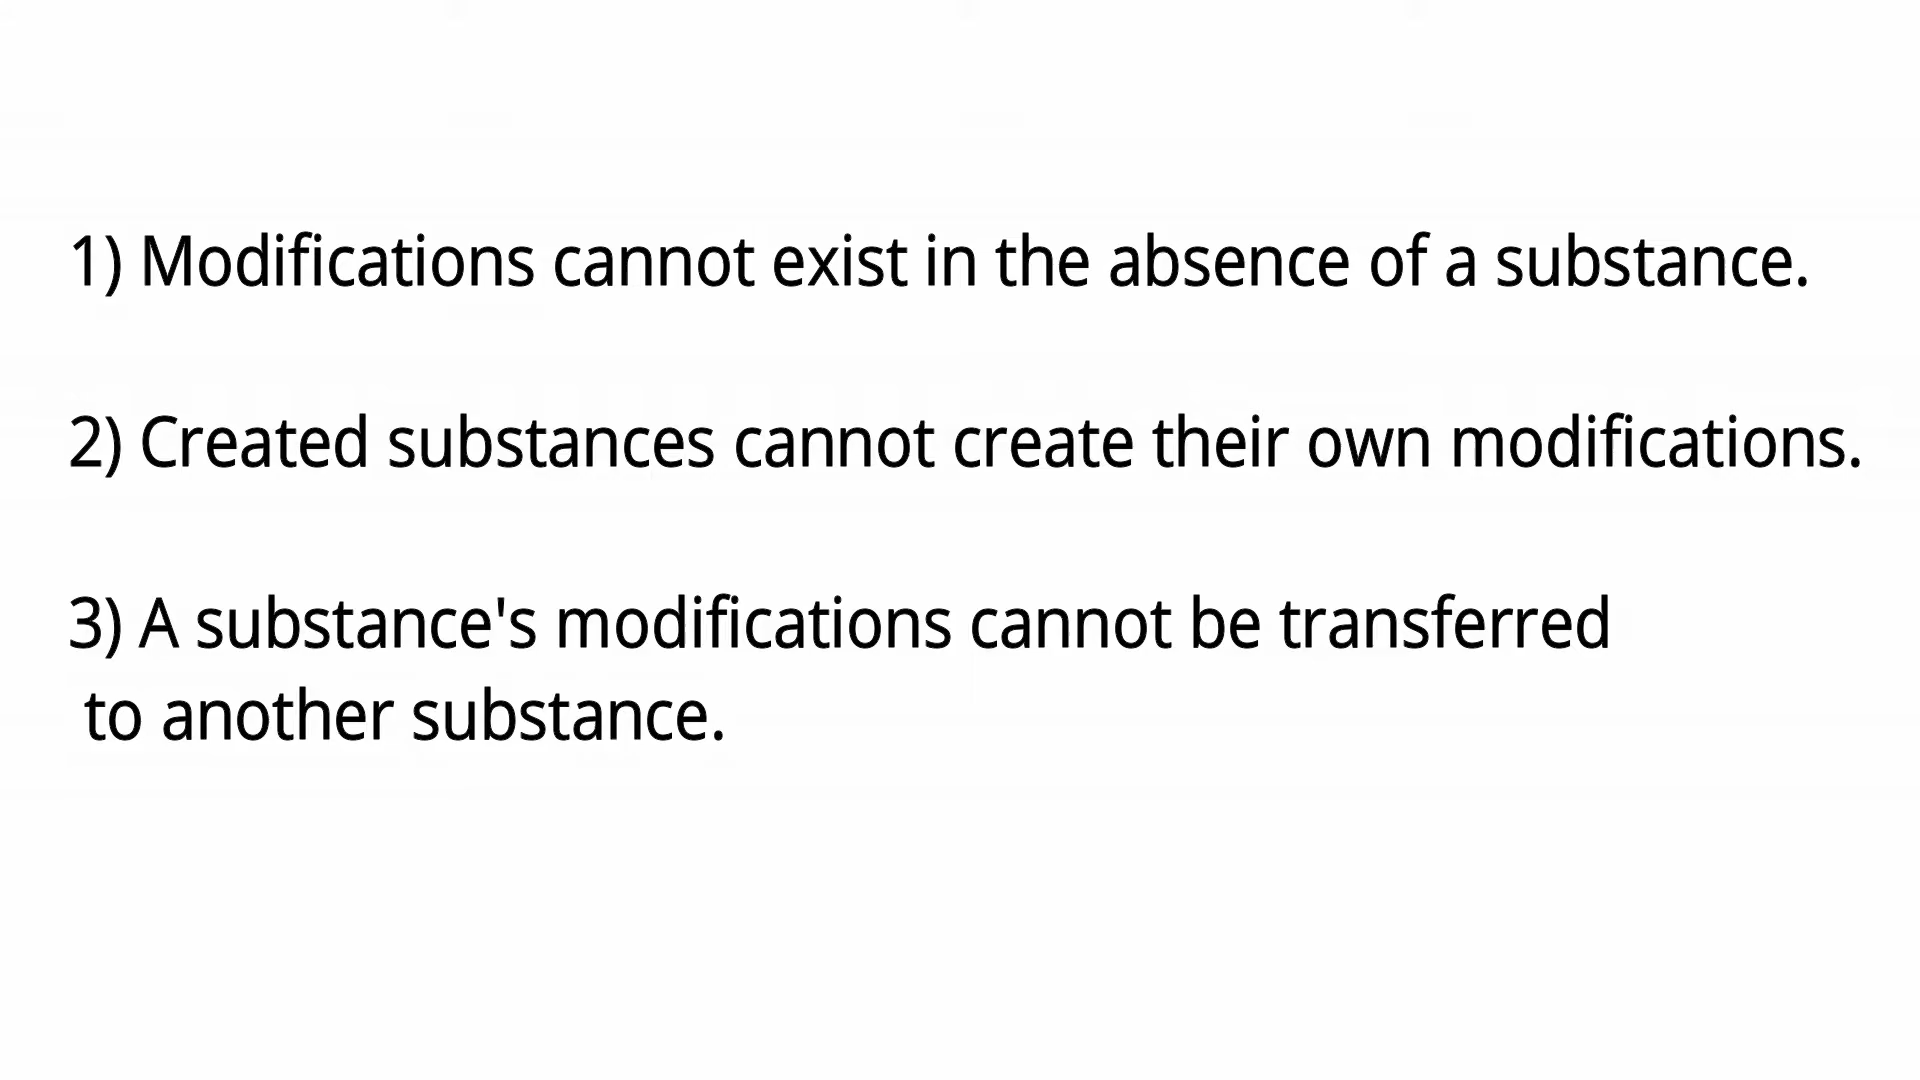 1) Modifications cannot exist in the absence of a substance.
2) Created substances cannot create their own modifications.
3) A substance's modifications cannot be transferred
to another substance.